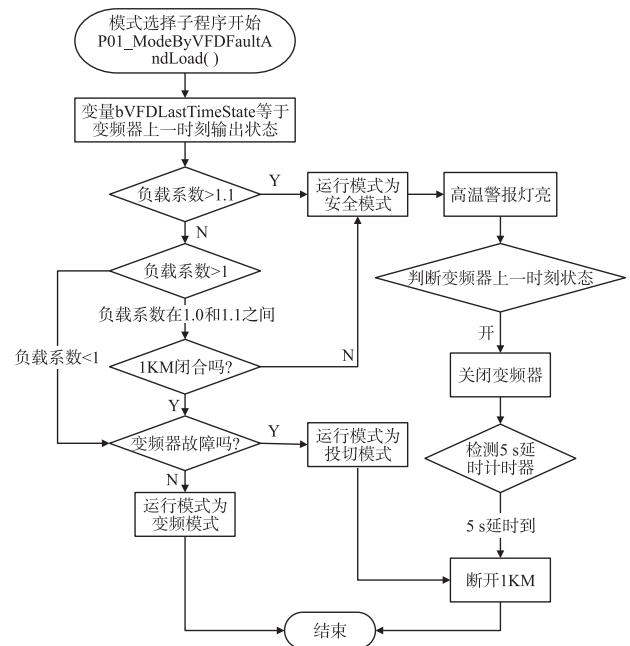 模式选择子程序开始
P01_ModeByVFDFaultA
ndLoad( )
变量bVFDLastTimeState等于
变频器上一时刻输出状态
负载系数>1.1
Y
运行模式为
安全模式
高温警报灯亮
N
负载系数>1
判断变频器上一时刻状态
负载系数在1.0和1.1之间
开
负载系数<1
1KM闭合吗?
N
关闭变频器
Y
变频器故障吗?
Y
运行模式为
投切模式
检测5 s延
时计时器
N
运行模式为
变频模式
5 s延时到
断开1KM
结束